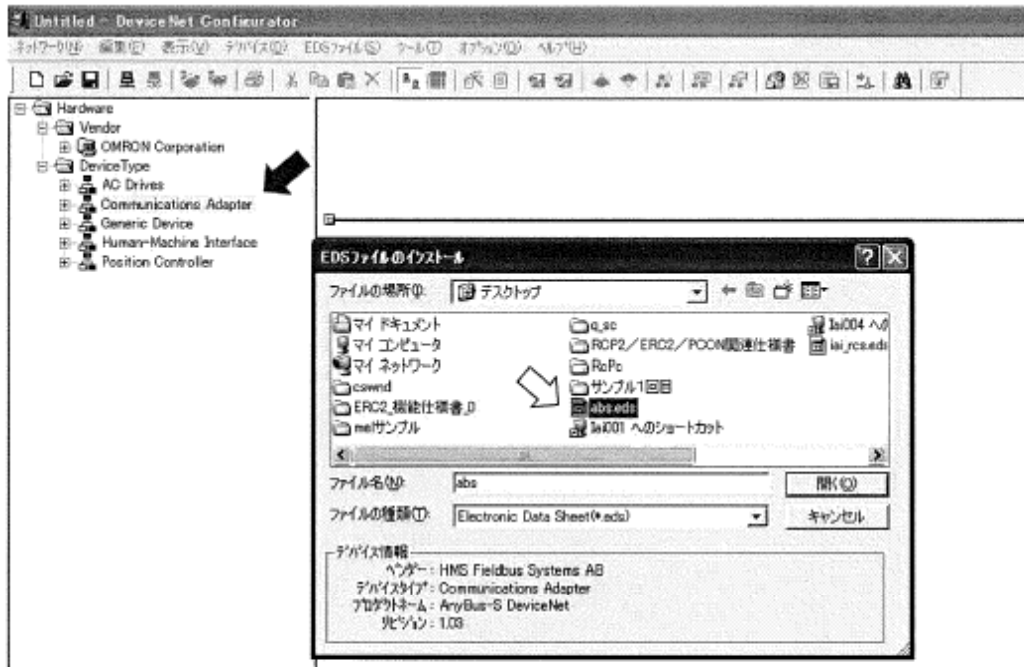 Untitled - DeviceNet Configurator
ネットワーク(N) 編集(E) 表示(V) デバイス(D) EDSファイル(S) ツール(T) オプション(O) ヘルプ(H)
Hardware
Vendor
OMRON Corporation
DeviceType
AC Drives
Communications Adapter
Generic Device
Human-Machine Interface
Position Controller
EDSファイルのインストール
ファイルの場所(I):
デスクトップ
マイ ドキュメント
マイ コンピュータ
マイ ネットワーク
cswnd
ERC2_機能仕様書_D
melサンプル
q_sc
RCP2/ERC2/PCON関連仕様書
RoPc
サンプル1回目
abs.eds
Iai001 へのショートカット
Iai004 への
iai_rcs.eds
ファイル名(N):
abs
開く(O)
ファイルの種類(T):
Electronic Data Sheet(*.eds)
キャンセル
デバイス情報
ベンダー : HMS Fieldbus Systems AB
デバイスタイプ : Communications Adapter
プロダクトネーム : AnyBus-S DeviceNet
リビジョン : 1.03